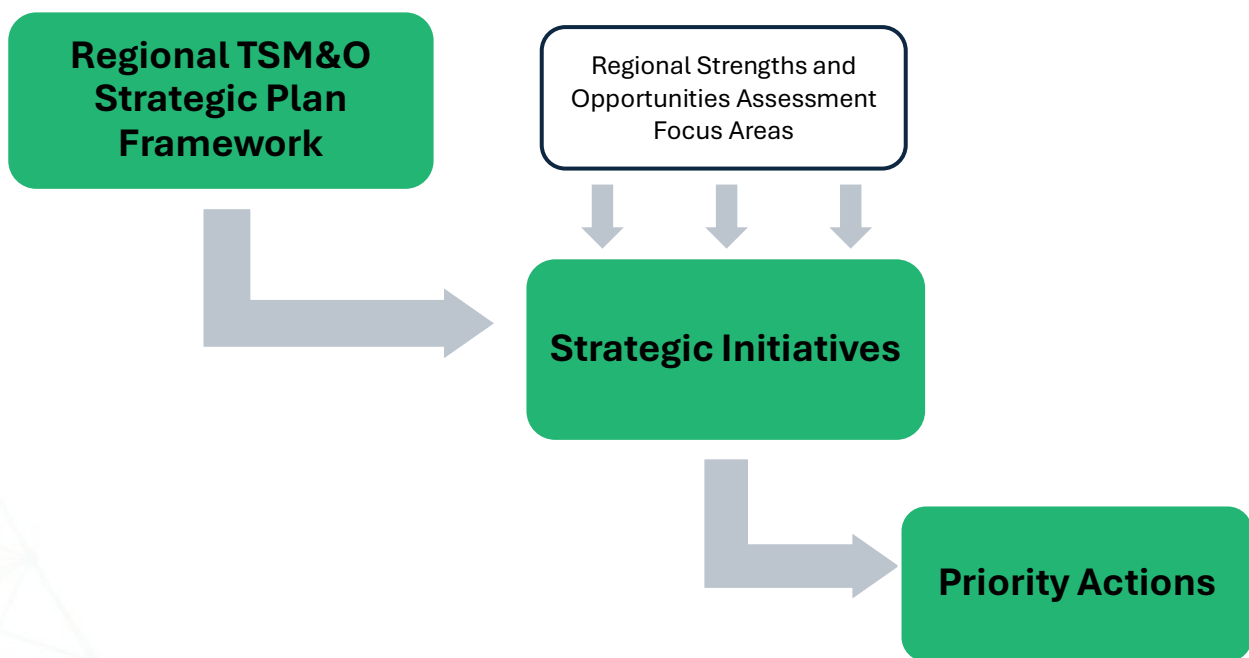 Regional TSM&O
Strategic Plan
Framework
Regional Strengths and
Opportunities Assessment
Focus Areas
Strategic Initiatives
Priority Actions